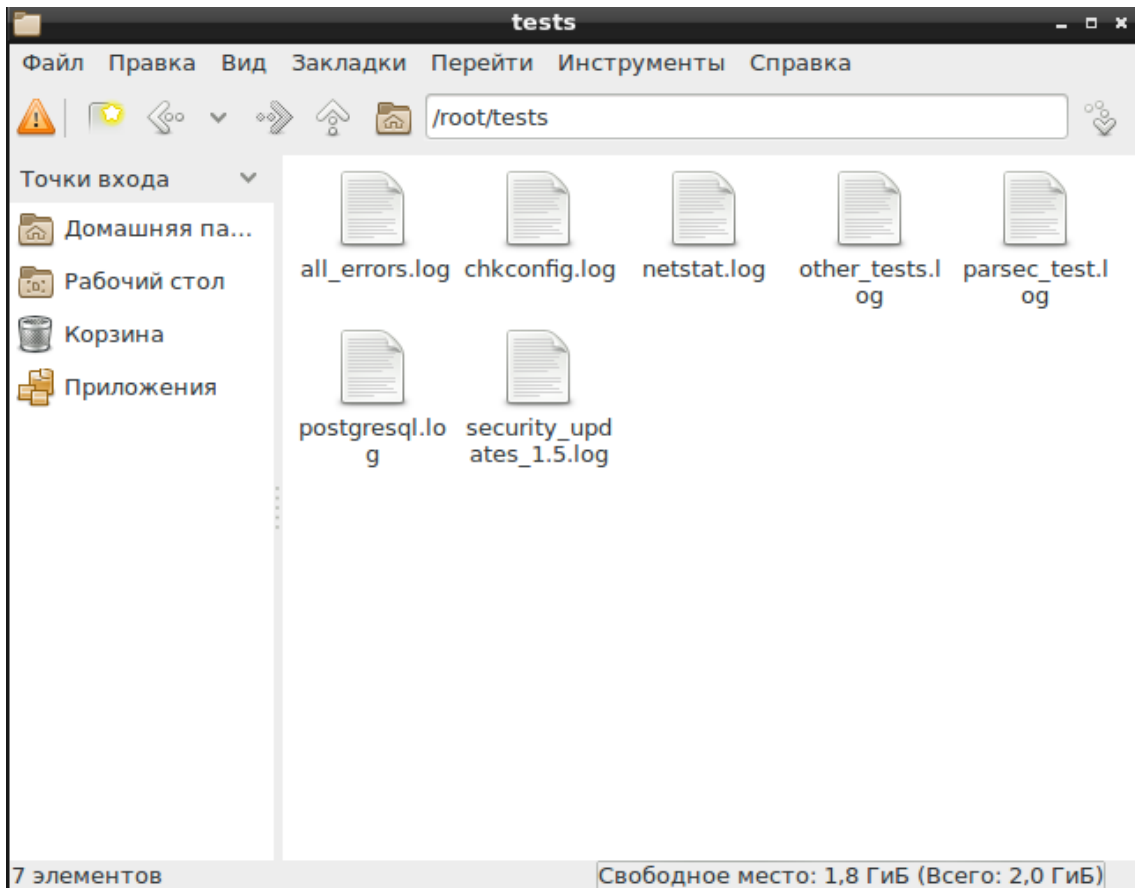 tests
Файл Правка Вид Закладки Перейти Инструменты Справка
/root/tests
Точки входа
Домашняя па...
Рабочий стол
Корзина
Приложения
all_errors.log chkconfig.log netstat.log other_tests.l parsec_test.l
og og
postgresql.lo security_upd
g ates_1.5.log
7 элементов
Свободное место: 1,8 ГиБ (Всего: 2,0 ГиБ)